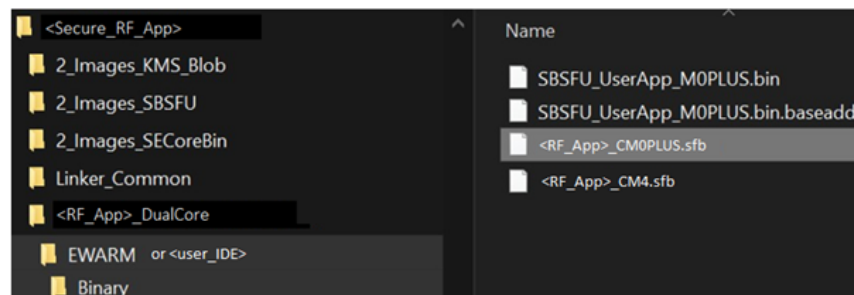 <Secure_RF_App>
2_Images_KMS_Blob
2_Images_SBSFU
2_Images_SECoreBin
Linker_Common
<RF_App>_DualCore
EWARM or <user_IDE>
Binary
Name
SBSFU_UserApp_M0PLUS.bin
SBSFU_UserApp_M0PLUS.bin.baseadd
<RF_App>_CM0PLUS.sfb
<RF_App>_CM4.sfb